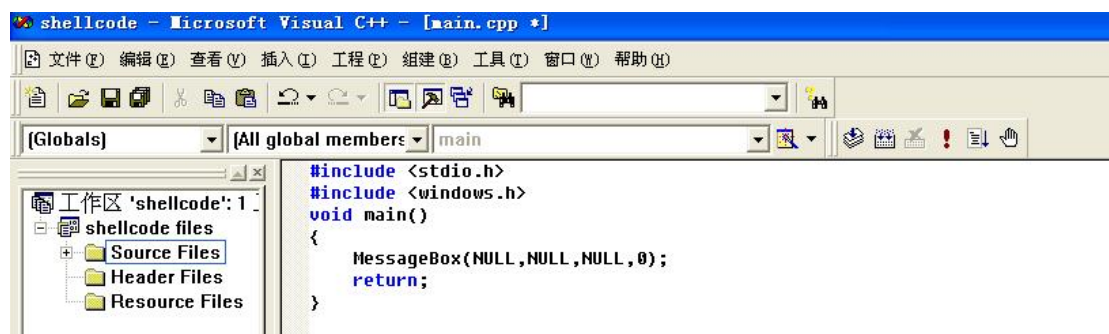 shellcode - Microsoft Visual C++ - [main.cpp *]
文件(F) 编辑(E) 查看(V) 插入(I) 工程(P) 组建(B) 工具(T) 窗口(W) 帮助(H)
(Globals) (All global members main
工作区 'shellcode': 1
shellcode files
Source Files
Header Files
Resource Files
#include <stdio.h>
#include <windows.h>
void main()
{
MessageBox(NULL,NULL,NULL,0);
return;
}